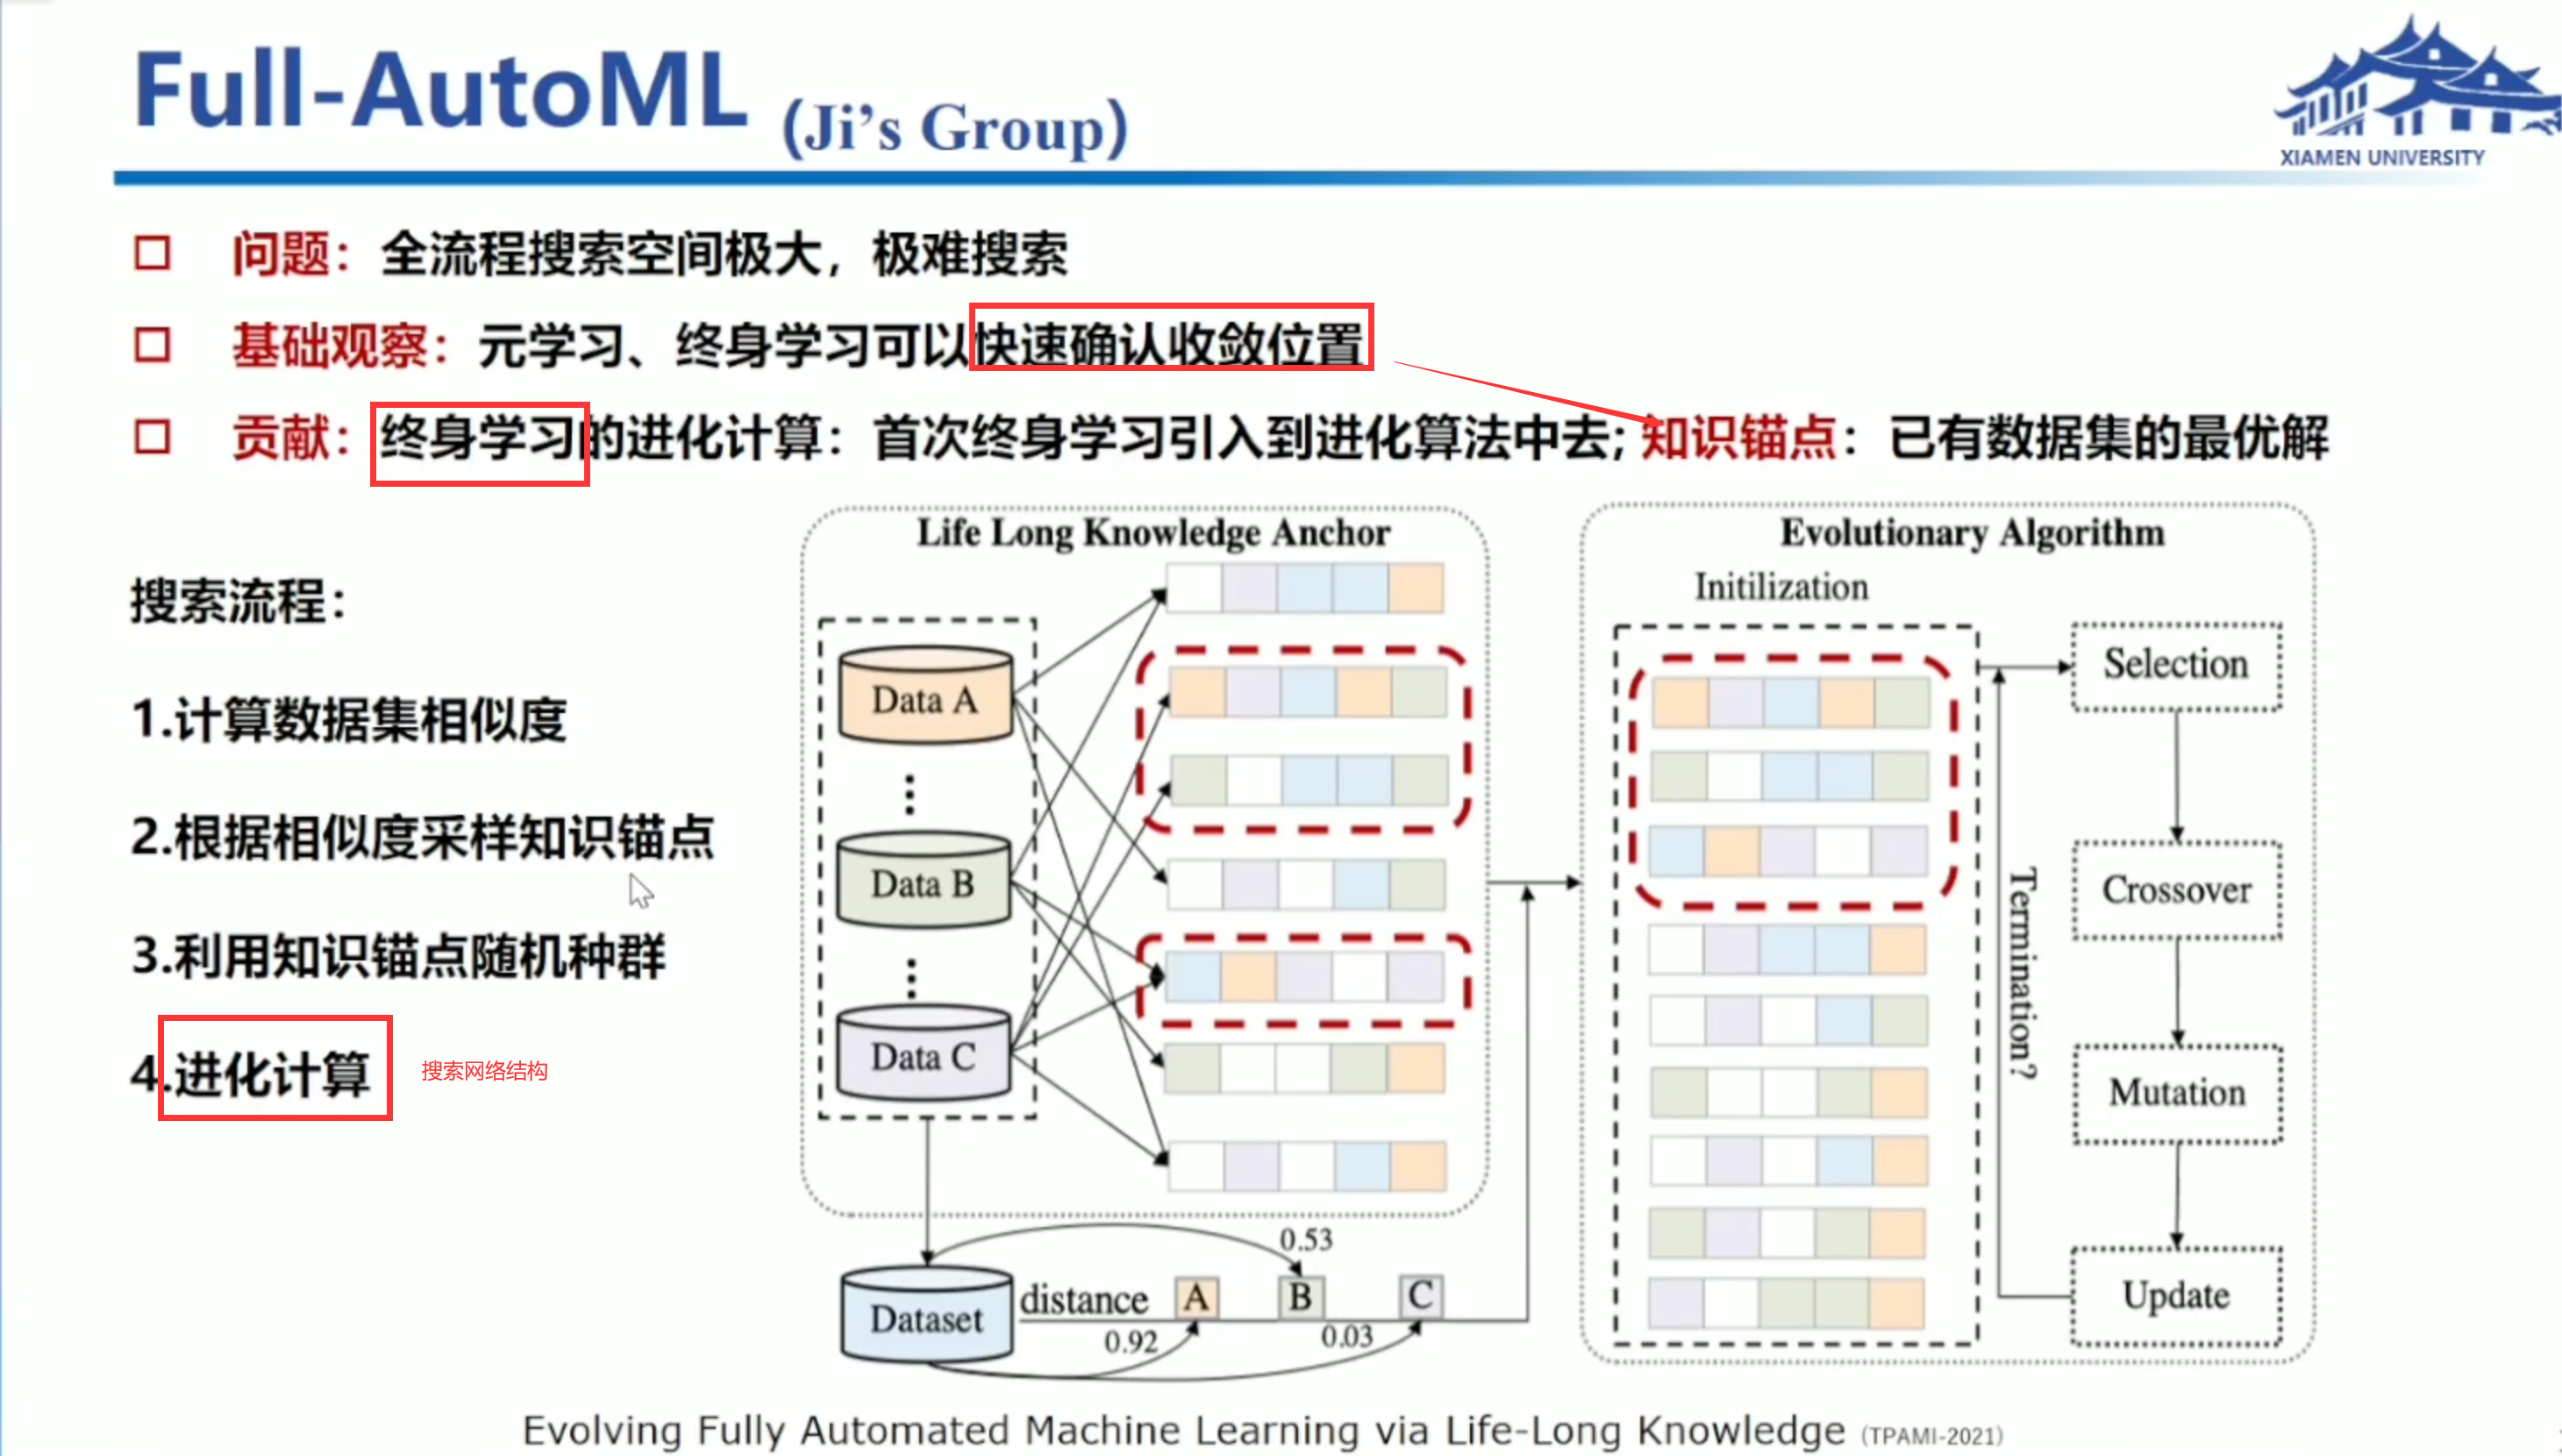 Full-AutoML (Ji's Group)
XIAMEN UNIVERSITY
问题：全流程搜索空间极大，极难搜索
基础观察：元学习、终身学习可以快速确认收敛位置
贡献：终身学习的进化计算：首次终身学习引入到进化算法中去；知识锚点：已有数据集的最优解
搜索流程：
1.计算数据集相似度
2.根据相似度采样知识锚点
3.利用知识锚点随机种群
4.进化计算
搜索网络结构
Life Long Knowledge Anchor
Data A
Data B
Data C
Dataset
distance
A
B
C
0.53
0.92
0.03
Evolutionary Algorithm
Initilization
Selection
Crossover
Mutation
Update
Termination?
Evolving Fully Automated Machine Learning via Life-Long Knowledge (TPAMI-2021)